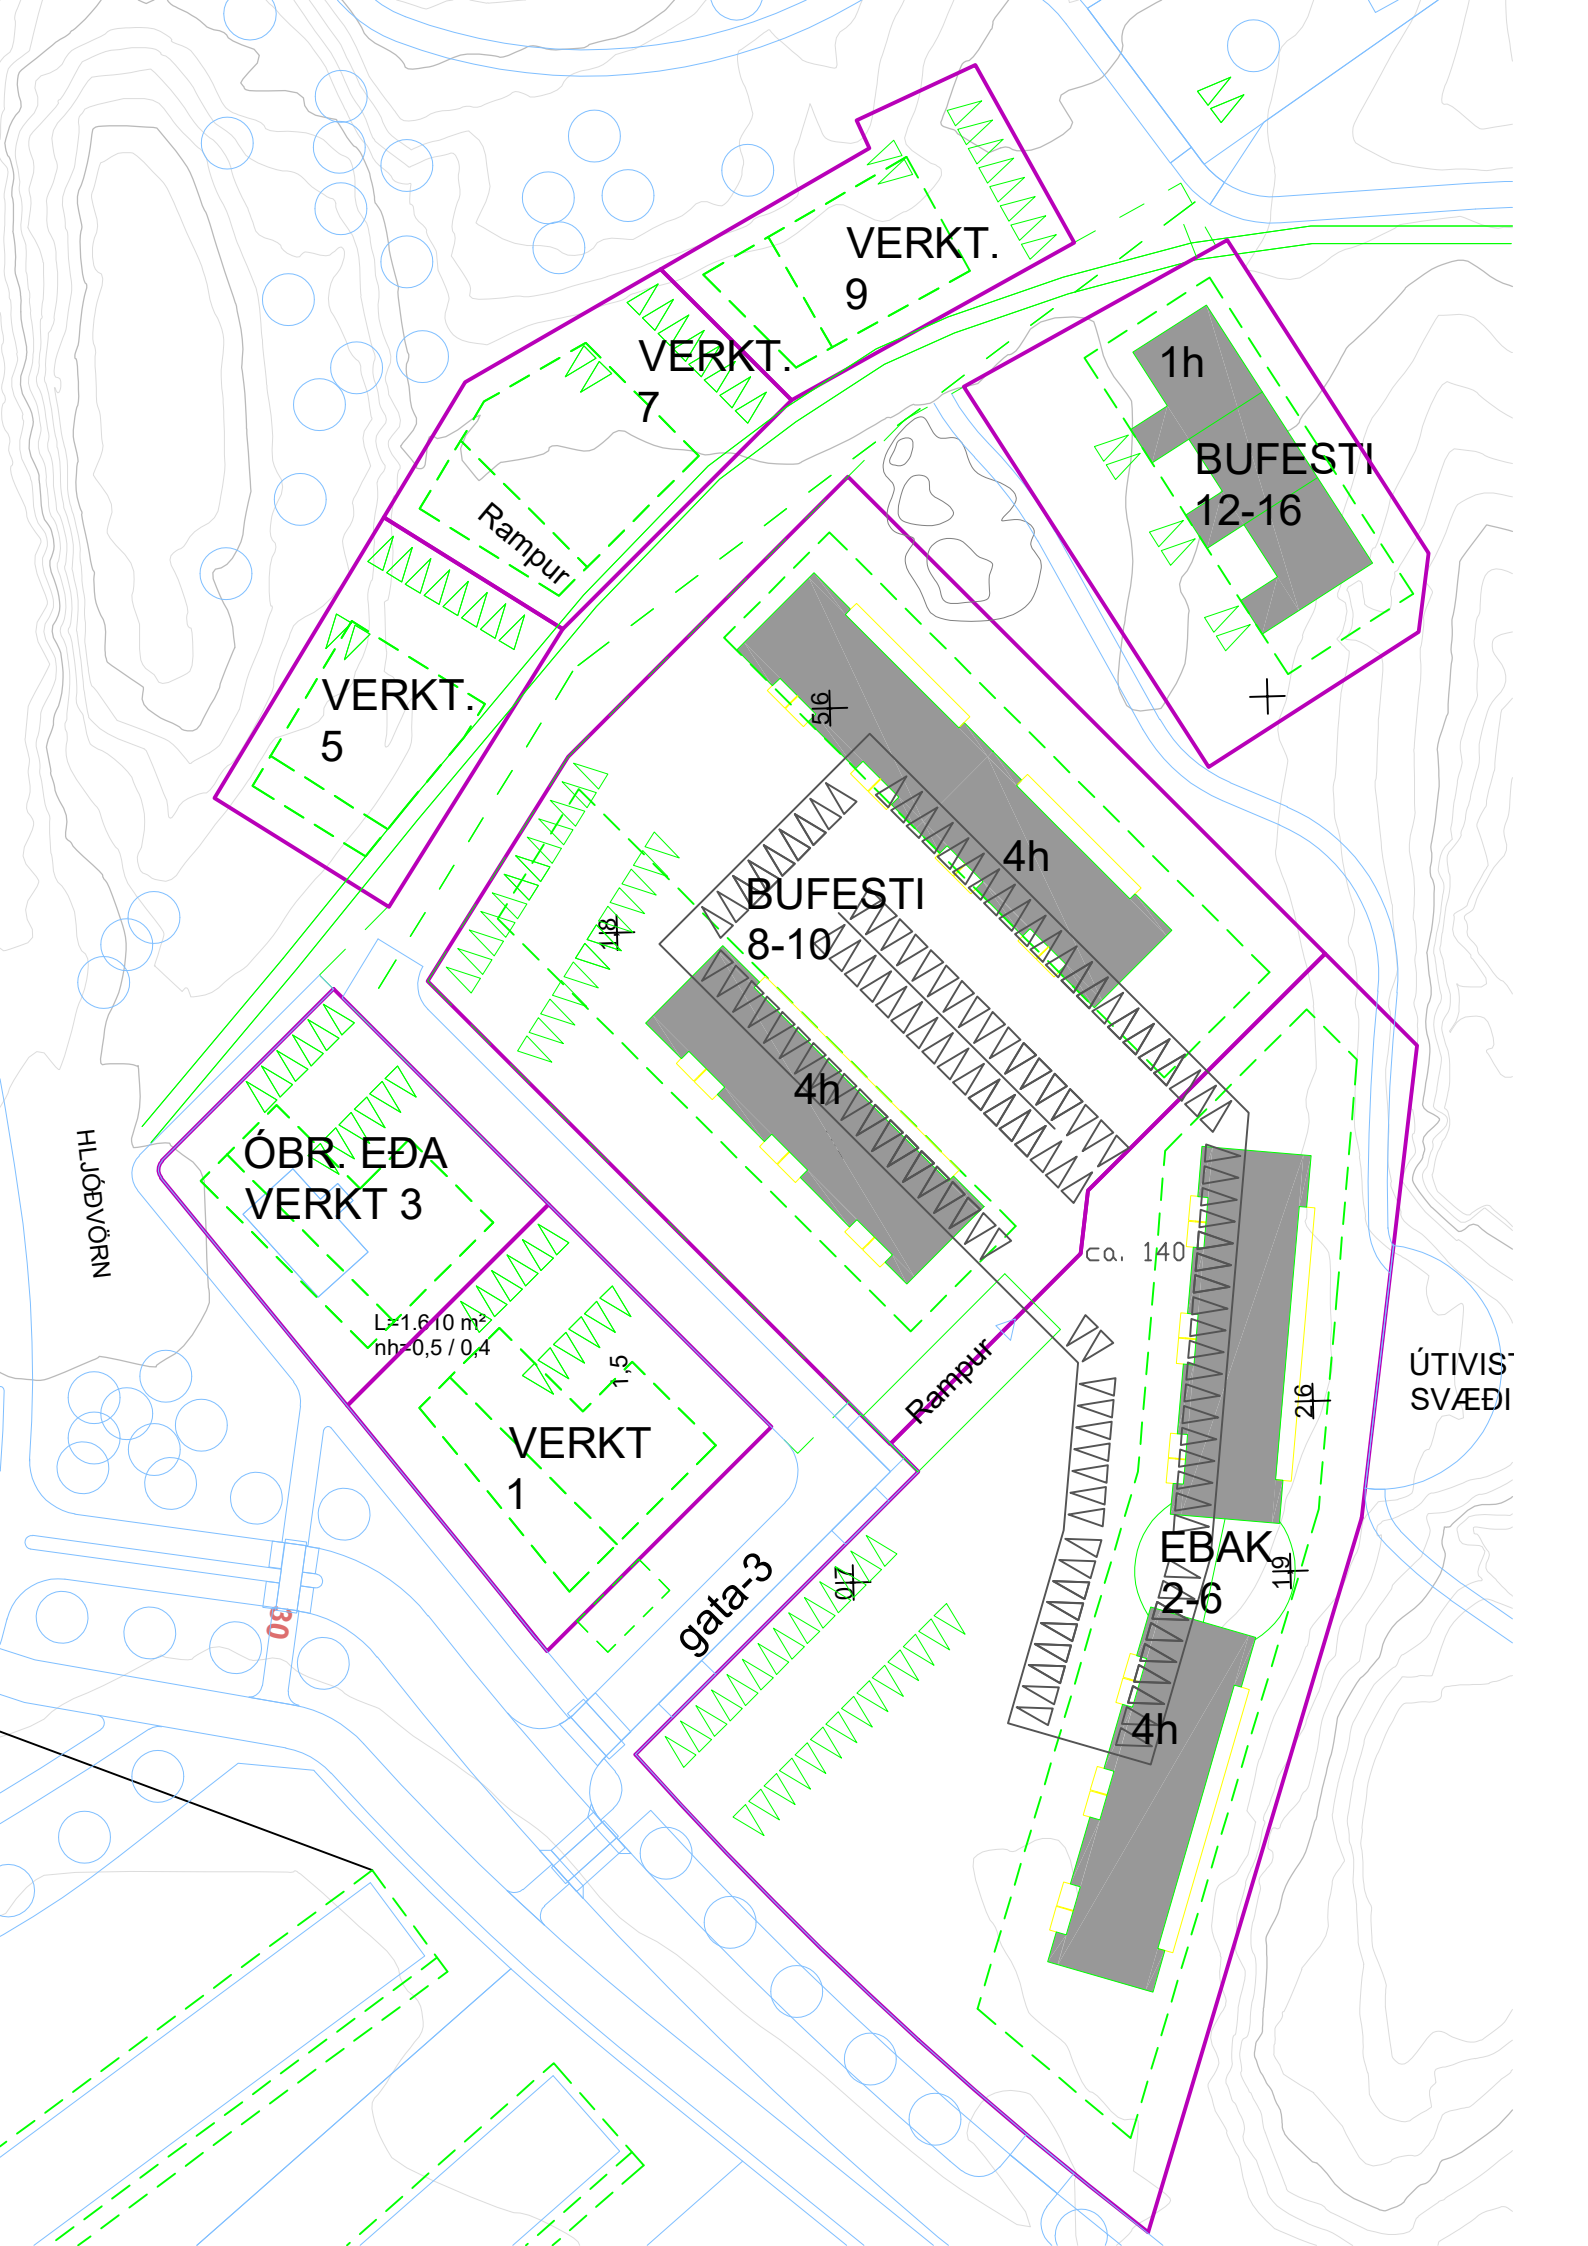 VERKT.
9
VERKT.
7
1h
BUFESTI
12-16
Rampur
VERKT.
5
5|6
4h
BUFESTI
8-10
1|8
4h
ÓBR. EÐA
VERKT 3
HLJÓÐVÖRN
ca. 140
L=1.610 m²
nh=0,5 / 0,4
1,5
Rampur
ÚTIVIST
SVÆÐI
2|6
VERKT
1
EBAK
2-6
1|9
0|7
gata-3
30
4h